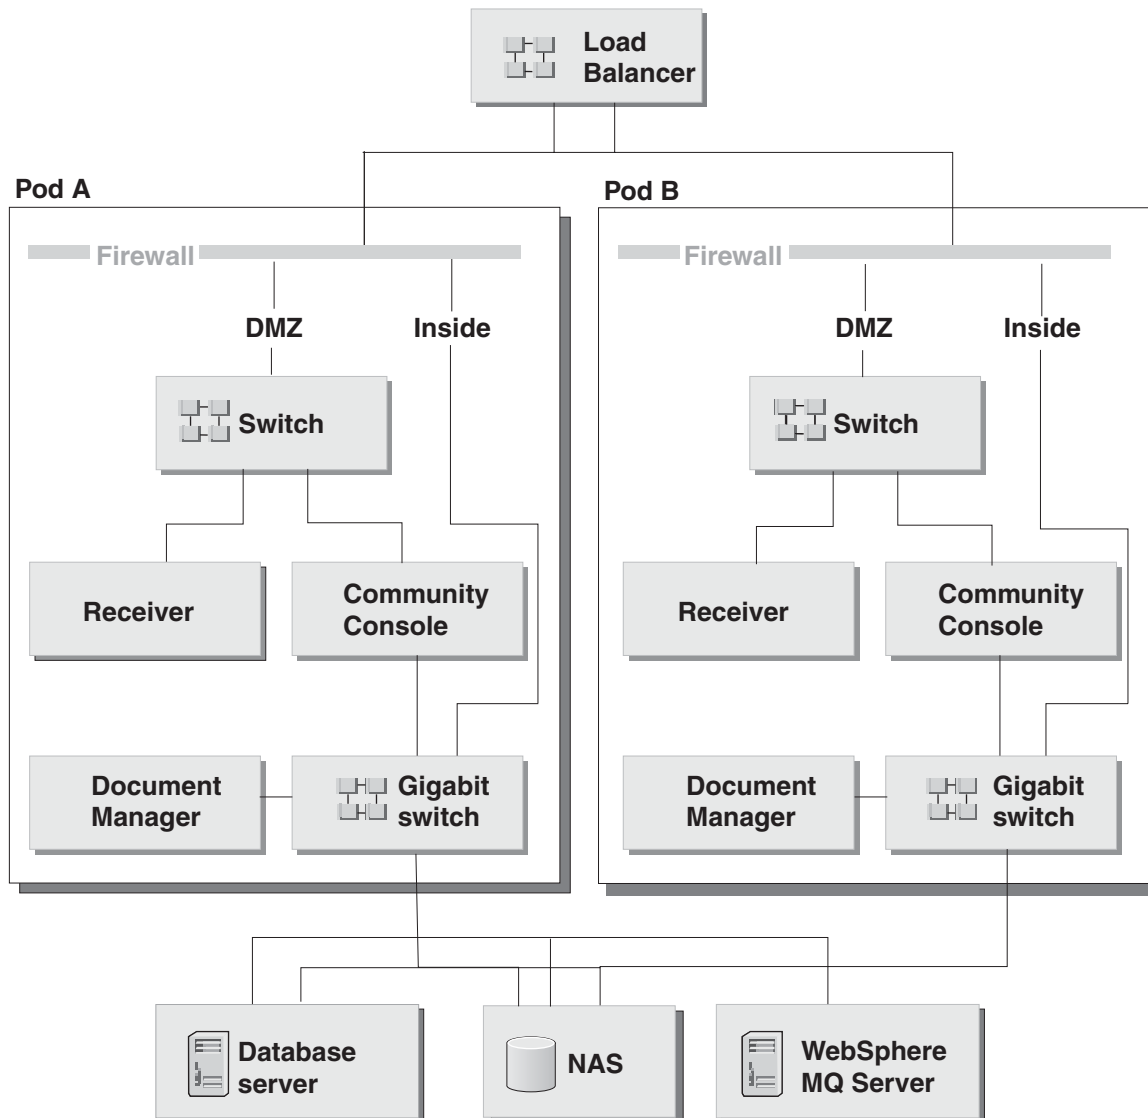 Load
Balancer
Pod A
Firewall
DMZ
Inside
Switch
Receiver
Community
Console
Document
Manager
Gigabit
switch
Pod B
Firewall
DMZ
Inside
Switch
Receiver
Community
Console
Document
Manager
Gigabit
switch
Database
server
NAS
WebSphere
MQ Server